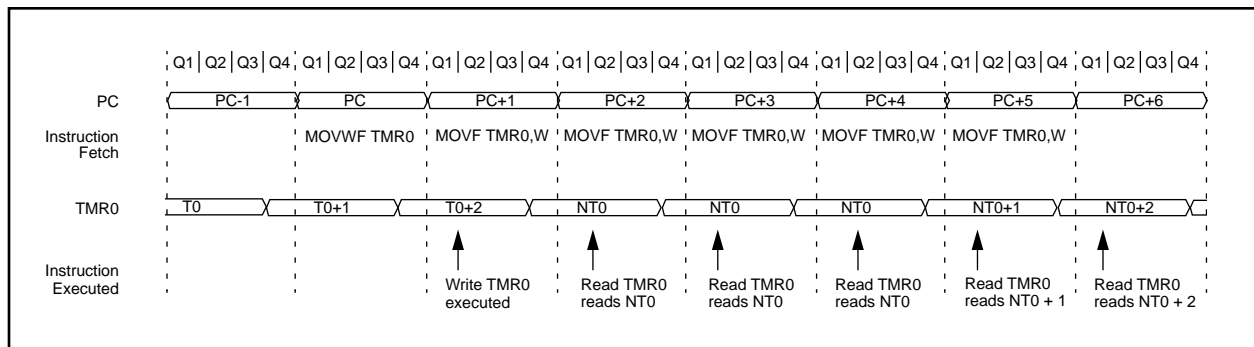 Q1 Q2 Q3 Q4 Q1 Q2 Q3 Q4 Q1 Q2 Q3 Q4 Q1 Q2 Q3 Q4 Q1 Q2 Q3 Q4 Q1 Q2 Q3 Q4 Q1 Q2 Q3 Q4 Q1 Q2 Q3 Q4
PC PC-1 PC PC+1 PC+2 PC+3 PC+4 PC+5 PC+6
Instruction
Fetch
MOVWF TMR0 MOVF TMR0,W MOVF TMR0,W MOVF TMR0,W MOVF TMR0,W MOVF TMR0,W
TMR0 T0 T0+1 T0+2 NT0 NT0 NT0 NT0+1 NT0+2
Instruction
Executed
Write TMR0
executed
Read TMR0
reads NT0
Read TMR0
reads NT0
Read TMR0
reads NT0
Read TMR0
reads NT0 + 1
Read TMR0
reads NT0 + 2